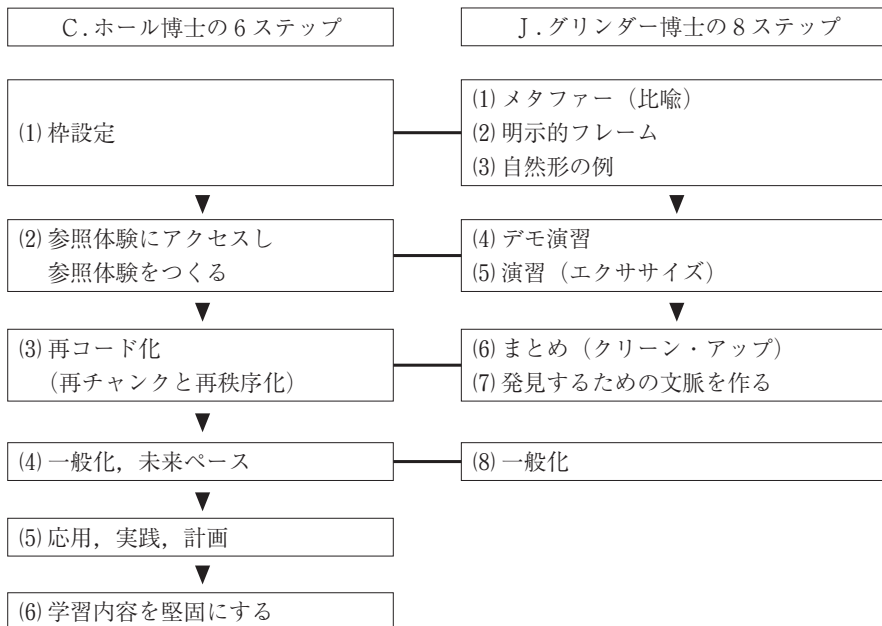 C.ホール博士の6ステップ
J.グリンダー博士の8ステップ
(1) 枠設定
(1) メタファー（比喩）
(2) 明示的フレーム
(3) 自然形の例
(2) 参照体験にアクセスし
参照体験をつくる
(4) デモ演習
(5) 演習（エクササイズ）
(3) 再コード化
（再チャンクと再秩序化）
(6) まとめ（クリーン・アップ）
(7) 発見するための文脈を作る
(4) 一般化，未来ペース
(8) 一般化
(5) 応用，実践，計画
(6) 学習内容を堅固にする